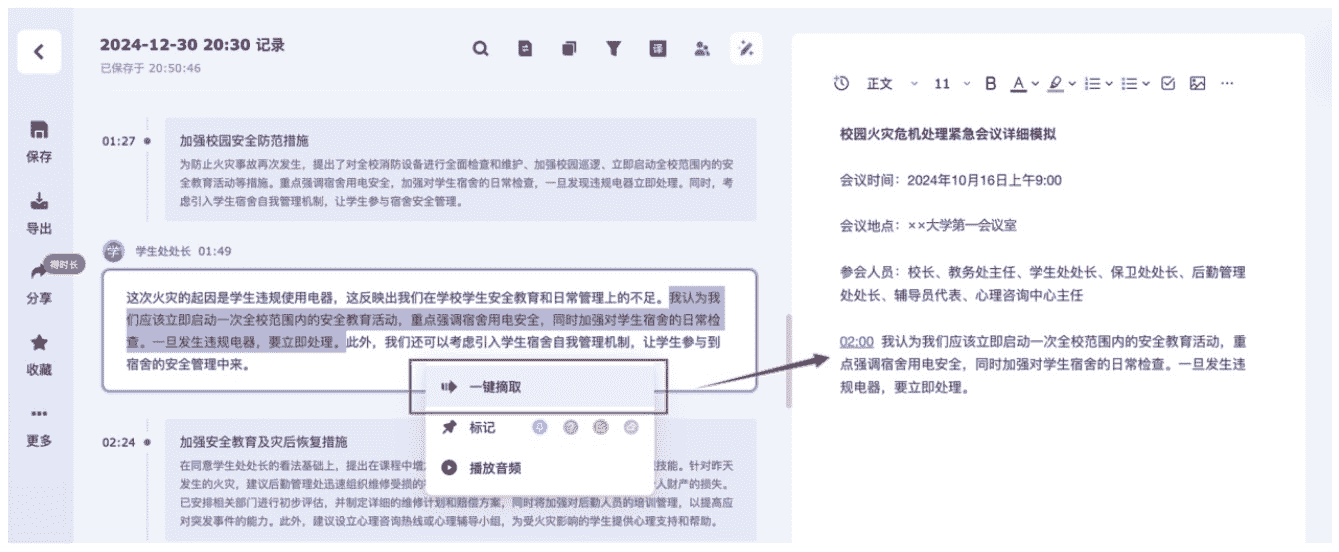 2024-12-30 20:30 记录
已保存于 20:50:46
译
保存
导出
得时长
分享
收藏
更多
01:27
加强校园安全防范措施
为防止火灾事故再次发生，提出了对全校消防设备进行全面检查和维护、加强校园巡逻、立即启动全校范围内的安
全教育活动等措施。重点强调宿舍用电安全，加强对学生宿舍的日常检查，一旦发现违规电器立即处理。同时，考
虑引入学生宿舍自我管理机制，让学生参与宿舍安全管理。
学 学生处处长 01:49
这次火灾的起因是学生违规使用电器，这反映出我们在学校学生安全教育和日常管理上的不足。我认为我
们应该立即启动一次全校范围内的安全教育活动，重点强调宿舍用电安全，同时加强对学生宿舍的日常检
查。一旦发生违规电器，要立即处理。此外，我们还可以考虑引入学生宿舍自我管理机制，让学生参与到
宿舍的安全管理中来。
一键摘取
标记
播放音频
02:24
加强安全教育及灾后恢复措施
在同意学生处处长的看法基础上，提出在课程中增 技能。针对昨天
发生的火灾，建议后勤管理处迅速组织维修受损的 人财产的损失。
已安排相关部门进行初步评估，并制定详细的维修计划和赔偿方案，同时将加强对后勤人员的培训管理，以提高应
对突发事件的能力。此外，建议设立心理咨询热线或心理辅导小组，为受火灾影响的学生提供心理支持和帮助。
正文 11 B A
校园火灾危机处理紧急会议详细模拟
会议时间：2024年10月16日上午9:00
会议地点：××大学第一会议室
参会人员：校长、教务处主任、学生处处长、保卫处处长、后勤管理
处处长、辅导员代表、心理咨询中心主任
02:00 我认为我们应该立即启动一次全校范围内的安全教育活动，重
点强调宿舍用电安全，同时加强对学生宿舍的日常检查。一旦发生违
规电器，要立即处理。